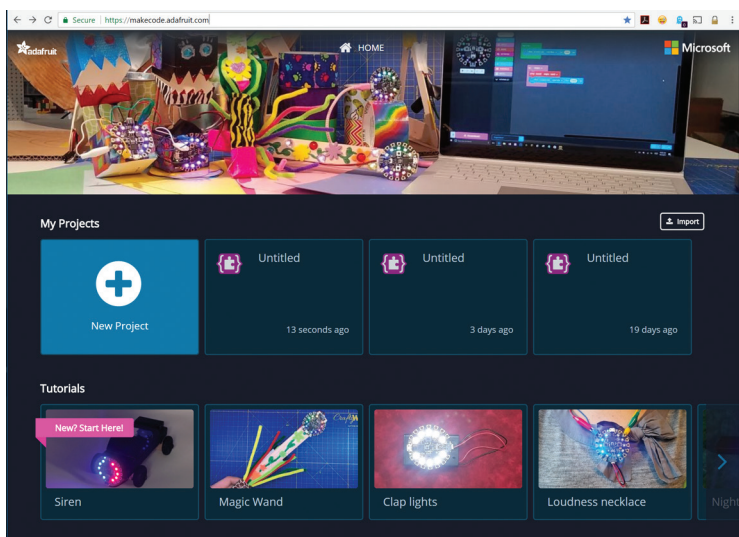 Secure | https://makecode.adafruit.com
adafruit
HOME
Microsoft
My Projects
Import
New Project
Untitled
13 seconds ago
Untitled
3 days ago
Untitled
19 days ago
Tutorials
New? Start Here!
Siren
Magic Wand
Clap lights
Loudness necklace
Night